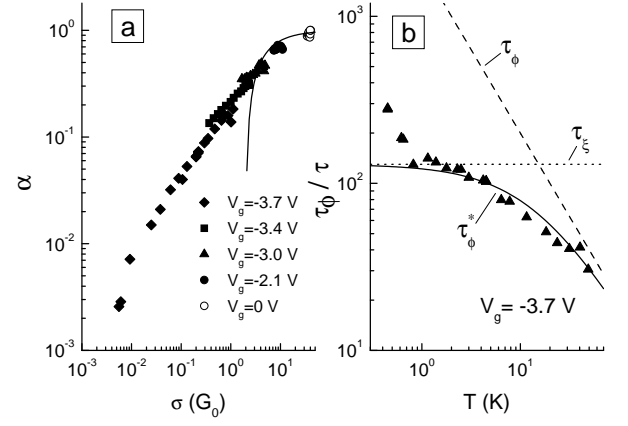 a
10^0
10^-1
10^-2
10^-3
α
V_g=-3.7 V
V_g=-3.4 V
V_g=-3.0 V
V_g=-2.1 V
V_g=0 V
10^-3 10^-2 10^-1 10^0 10^1
σ (G_0)
b
10^3
10^2
10^1
τ_ϕ / τ
τ_ϕ
τ_ξ
τ*_ϕ
V_g= -3.7 V
10^0 10^1
T (K)